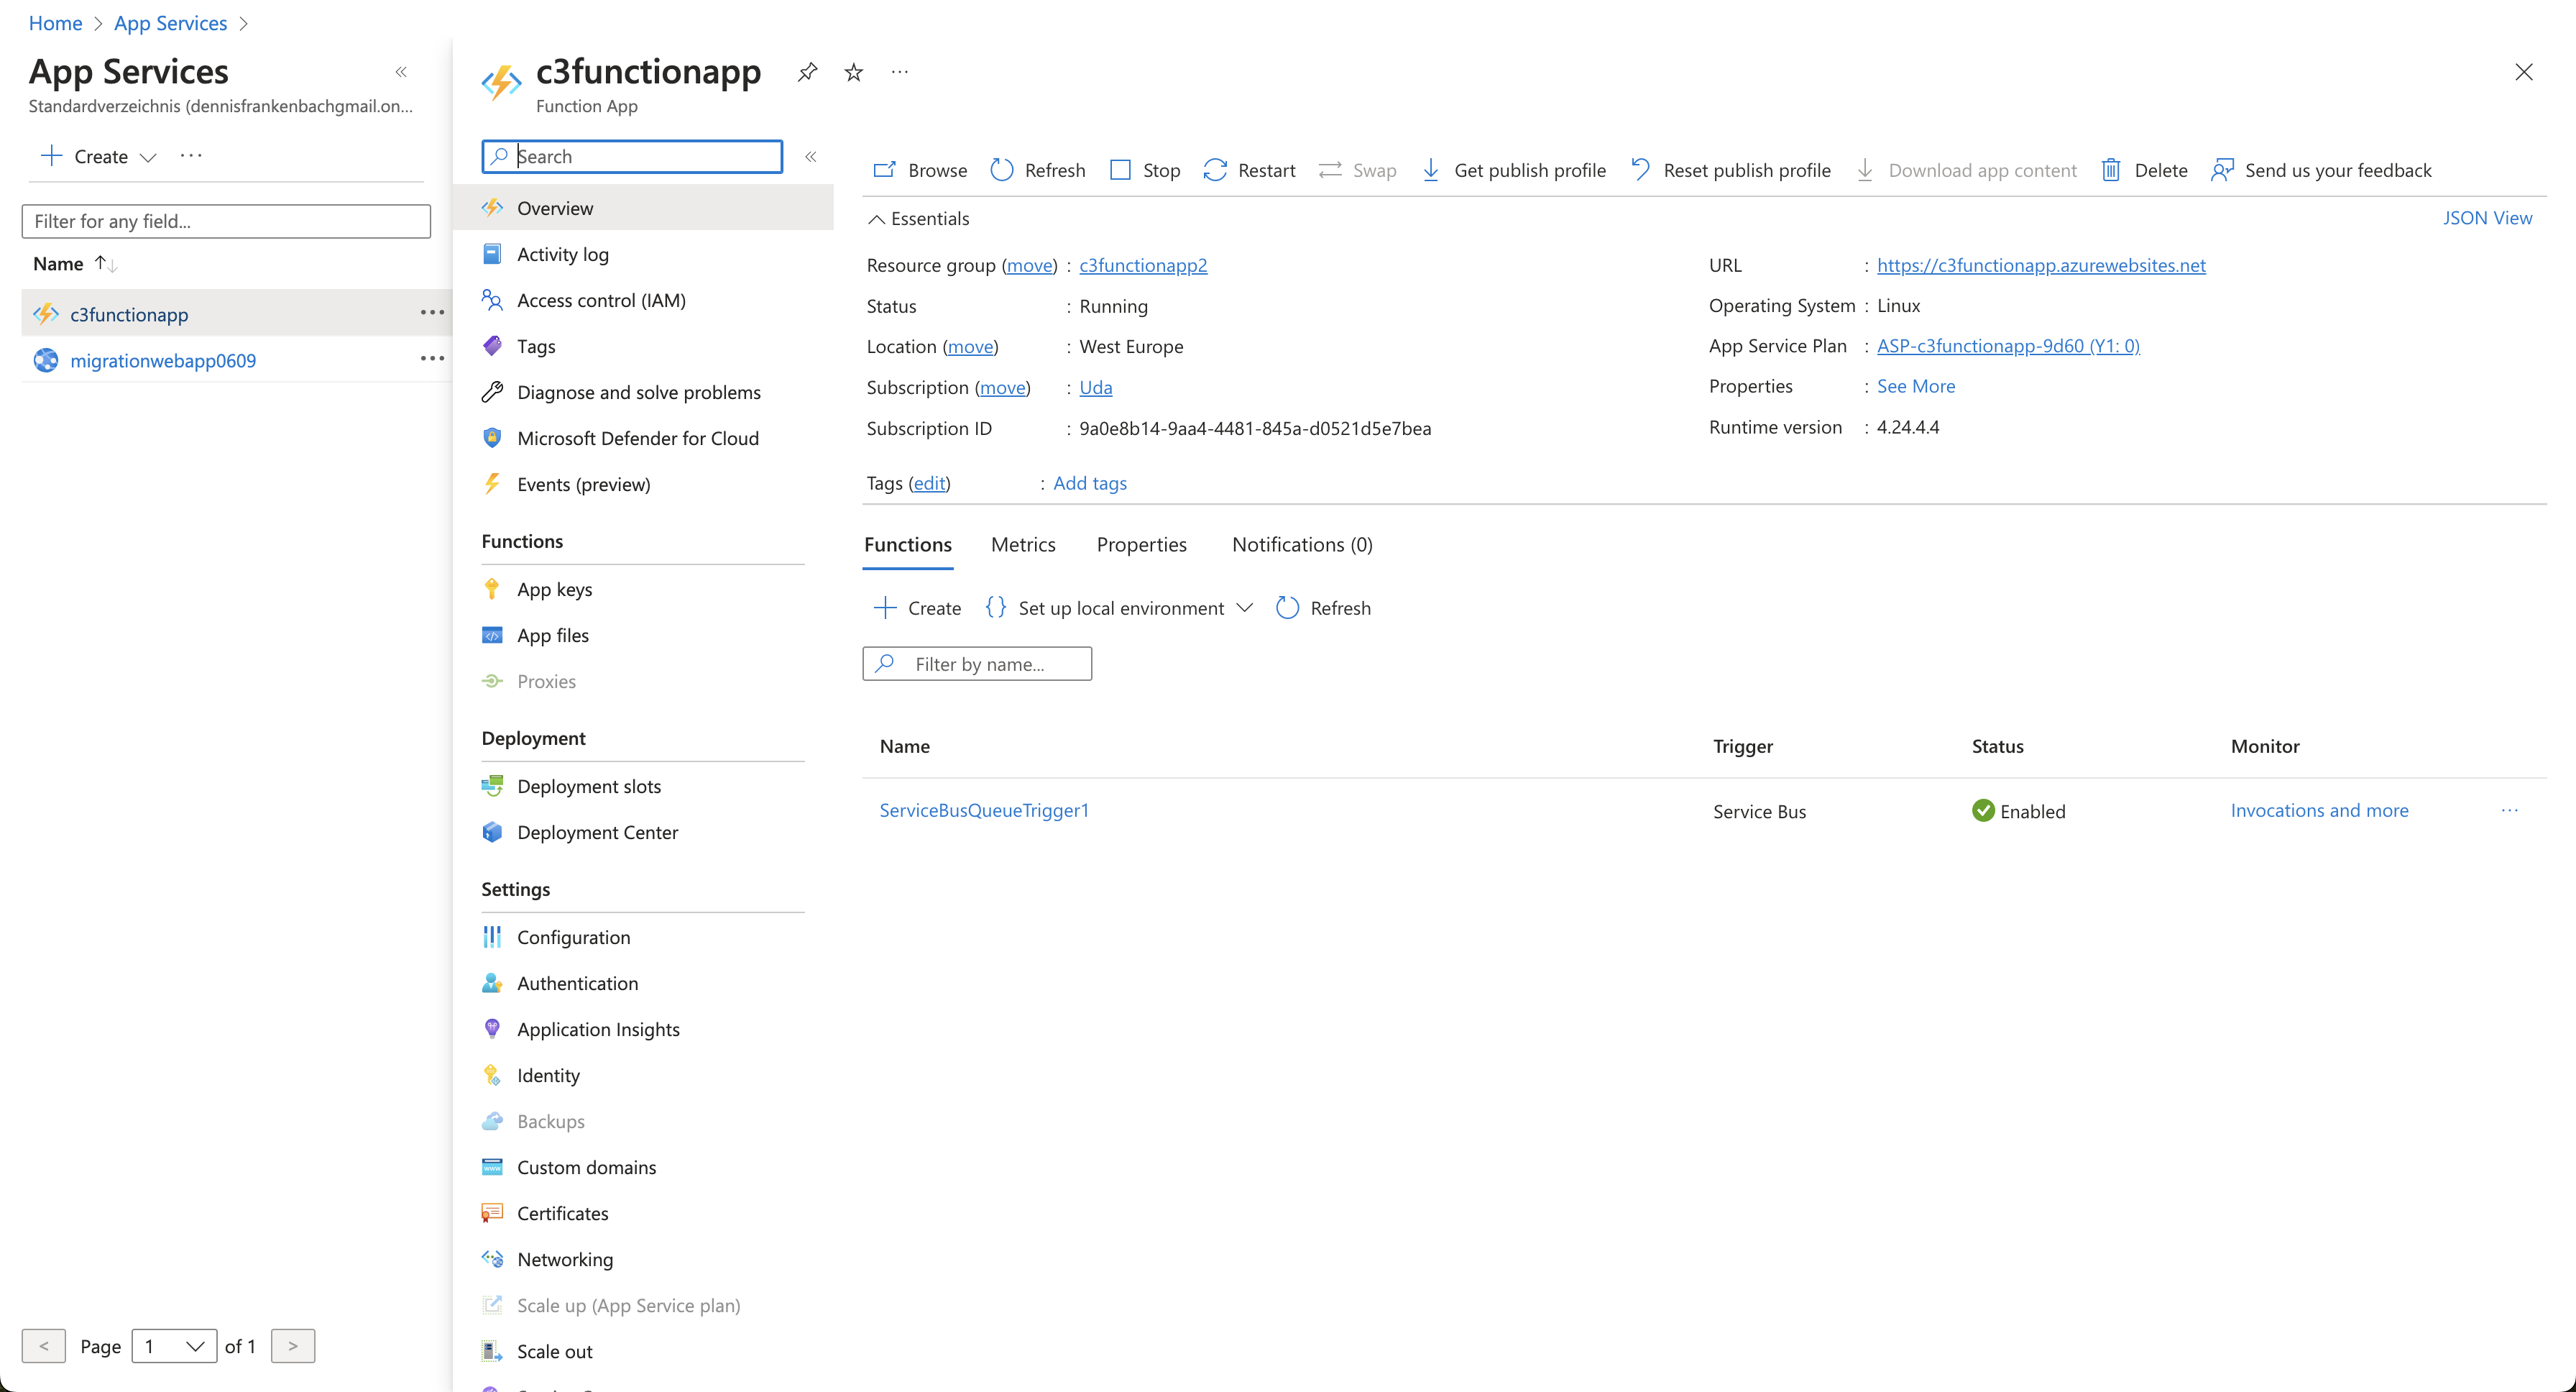 Home > App Services >
App Services «
Standardverzeichnis (dennisfrankenbachgmail.on...
Create ...
Filter for any field...
Name ↑↓
c3functionapp ...
migrationwebapp0609 ...
< Page 1 of 1 >
c3functionapp ...
Function App
Search «
Overview
Activity log
Access control (IAM)
Tags
Diagnose and solve problems
Microsoft Defender for Cloud
Events (preview)
Functions
App keys
App files
Proxies
Deployment
Deployment slots
Deployment Center
Settings
Configuration
Authentication
Application Insights
Identity
Backups
Custom domains
Certificates
Networking
Scale up (App Service plan)
Scale out
Browse Refresh Stop Restart Swap Get publish profile Reset publish profile Download app content Delete Send us your feedback
Essentials JSON View
Resource group (move) : c3functionapp2
Status : Running
Location (move) : West Europe
Subscription (move) : Uda
Subscription ID : 9a0e8b14-9aa4-4481-845a-d0521d5e7bea
URL : https://c3functionapp.azurewebsites.net
Operating System : Linux
App Service Plan : ASP-c3functionapp-9d60 (Y1: 0)
Properties : See More
Runtime version : 4.24.4.4
Tags (edit) : Add tags
Functions Metrics Properties Notifications (0)
Create {} Set up local environment Refresh
Filter by name...
Name Trigger Status Monitor
ServiceBusQueueTrigger1 Service Bus Enabled Invocations and more ...